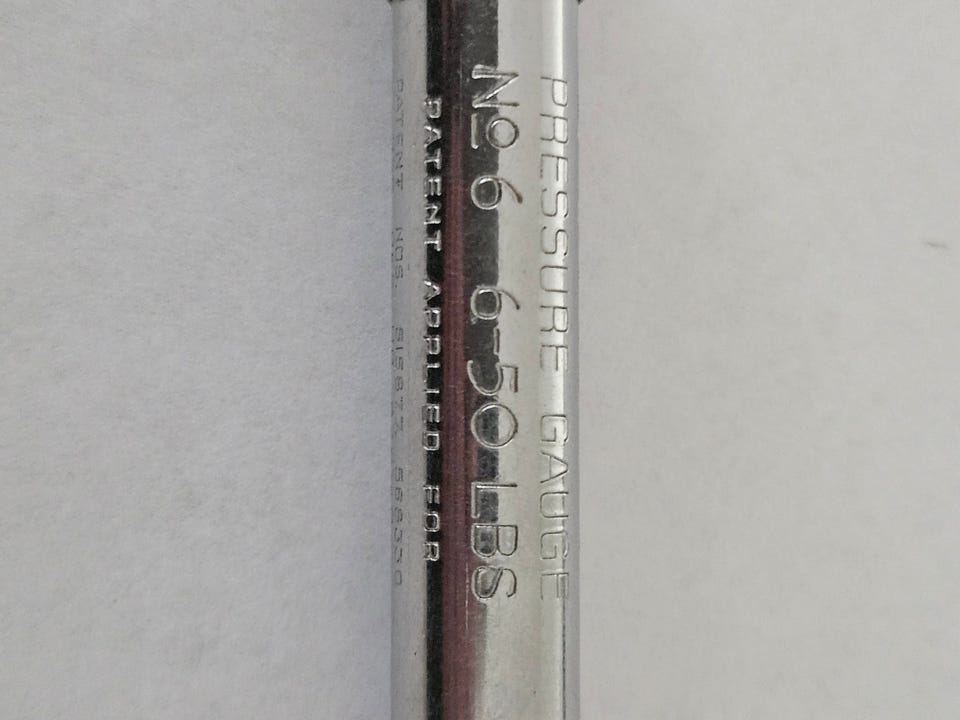 PRESSURE GAUGE
Nº 6 6-50 LBS
PATENT APPLIED FOR
PATENT NOS.